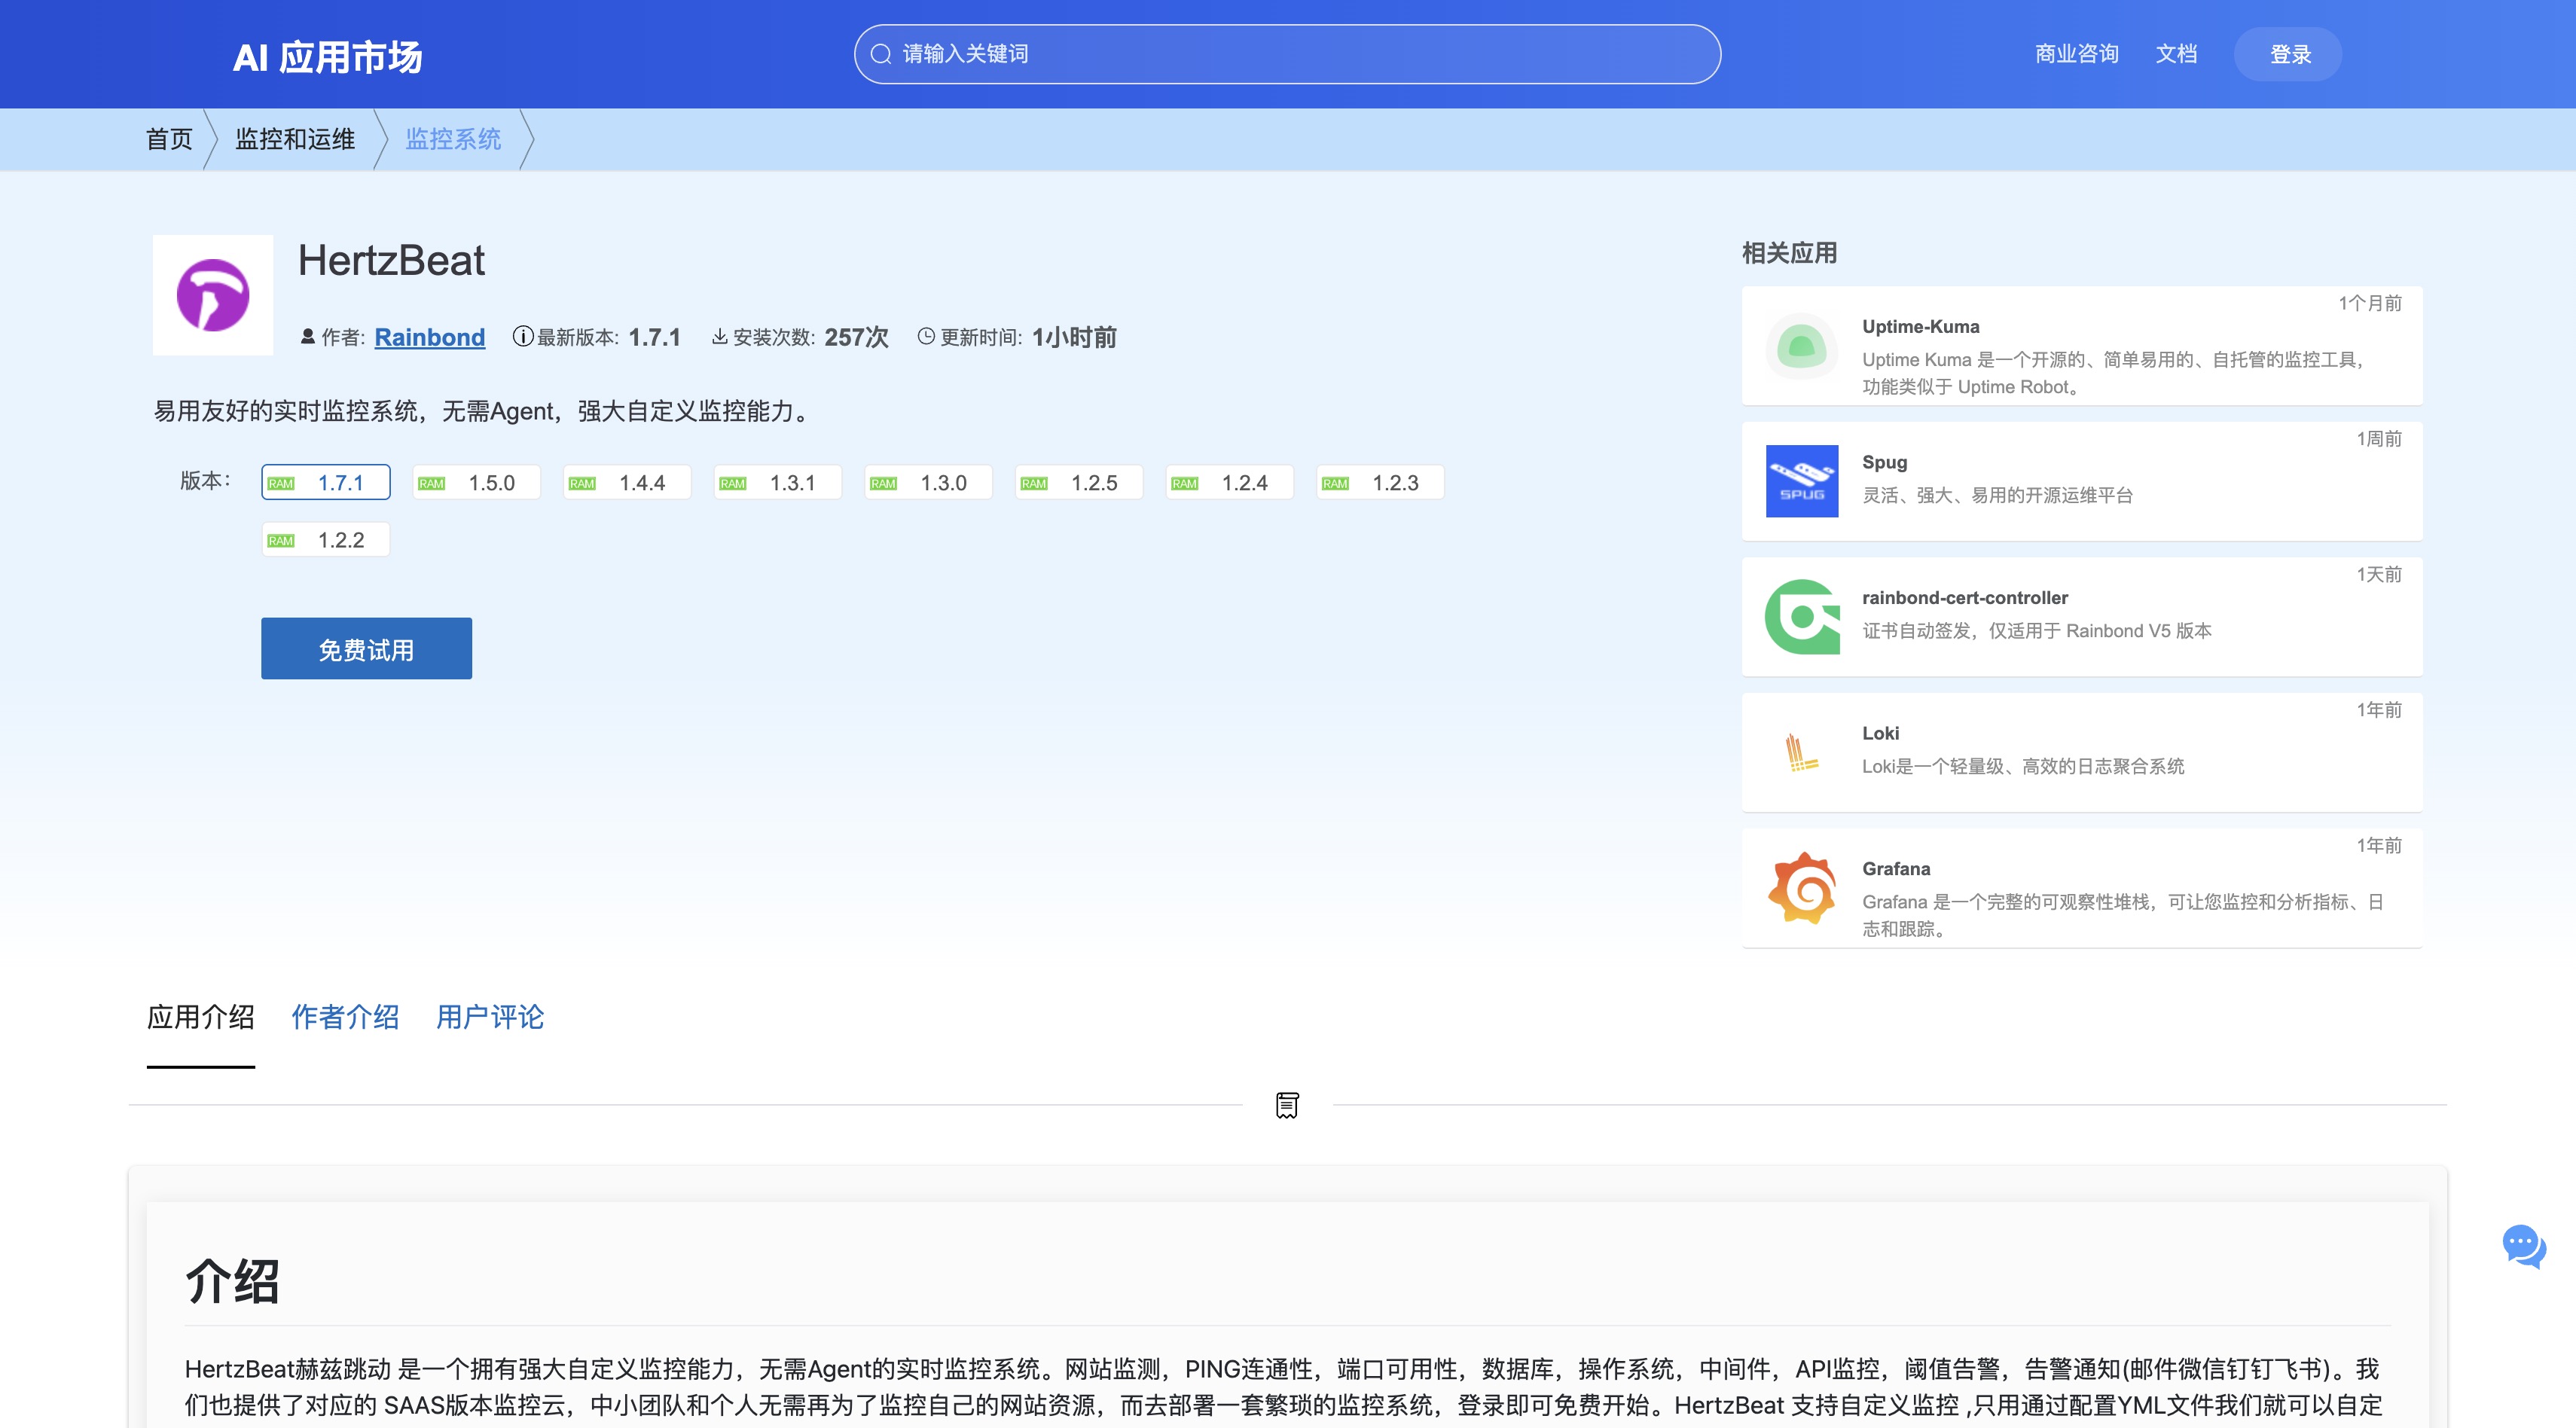 AI 应用市场
请输入关键词
商业咨询 文档 登录
首页 监控和运维 监控系统
HertzBeat
作者: Rainbond 最新版本: 1.7.1 安装次数: 257次 更新时间: 1小时前
易用友好的实时监控系统，无需Agent，强大自定义监控能力。
版本: RAM 1.7.1 RAM 1.5.0 RAM 1.4.4 RAM 1.3.1 RAM 1.3.0 RAM 1.2.5 RAM 1.2.4 RAM 1.2.3
RAM 1.2.2
免费试用
相关应用
1个月前
Uptime-Kuma
Uptime Kuma 是一个开源的、简单易用的、自托管的监控工具，
功能类似于 Uptime Robot。
1周前
SPUG
Spug
灵活、强大、易用的开源运维平台
1天前
rainbond-cert-controller
证书自动签发，仅适用于 Rainbond V5 版本
1年前
Loki
Loki是一个轻量级、高效的日志聚合系统
1年前
Grafana
Grafana 是一个完整的可观察性堆栈，可让您监控和分析指标、日
志和跟踪。
应用介绍 作者介绍 用户评论
介绍
HertzBeat赫兹跳动 是一个拥有强大自定义监控能力，无需Agent的实时监控系统。网站监测，PING连通性，端口可用性，数据库，操作系统，中间件，API监控，阈值告警，告警通知(邮件微信钉钉飞书)。我
们也提供了对应的 SAAS版本监控云，中小团队和个人无需再为了监控自己的网站资源，而去部署一套繁琐的监控系统，登录即可免费开始。HertzBeat 支持自定义监控 ,只用通过配置YML文件我们就可以自定